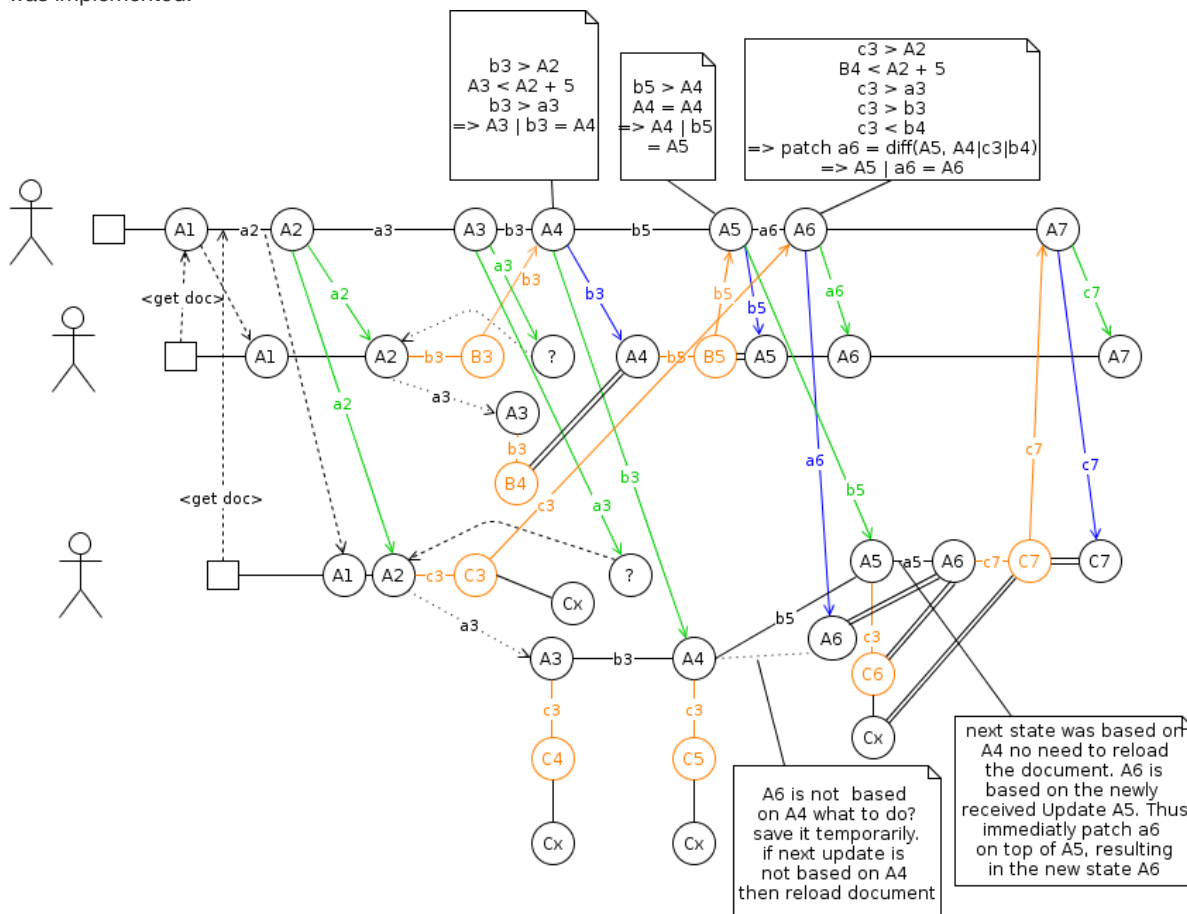 was implemented.
b3 > A2
A3 < A2 + 5
b3 > a3
=> A3 | b3 = A4
b5 > A4
A4 = A4
=> A4 | b5
= A5
c3 > A2
B4 < A2 + 5
c3 > a3
c3 > b3
c3 < b4
=> patch a6 = diff(A5, A4|c3|b4)
=> A5 | a6 = A6
A1 a2 A2 a3 A3 b3 A4 b5 A5 a6 A6 A7
<get doc> a2 a3 b3 b3 b5 b5 a6 c7
A1 A2 b3 B3 ? A4 b5 B5 A5 A6 A7
a2 a3 A3
b3
B4
a6 c7
c7
<get doc> c3 a3 b3 b5
A1 A2 c3 C3 ? A5 a5 A6 c7 C7 C7
Cx
a3 b5
A3 b3 A4 A6
c3
C6
c3 c3
Cx
C4 C5
Cx Cx
A6 is not based
on A4 what to do?
save it temporarily.
if next update is
not based on A4
then reload document
next state was based on
A4 no need to reload
the document. A6 is
based on the newly
received Update A5. Thus
immediatly patch a6
on top of A5, resulting
in the new state A6